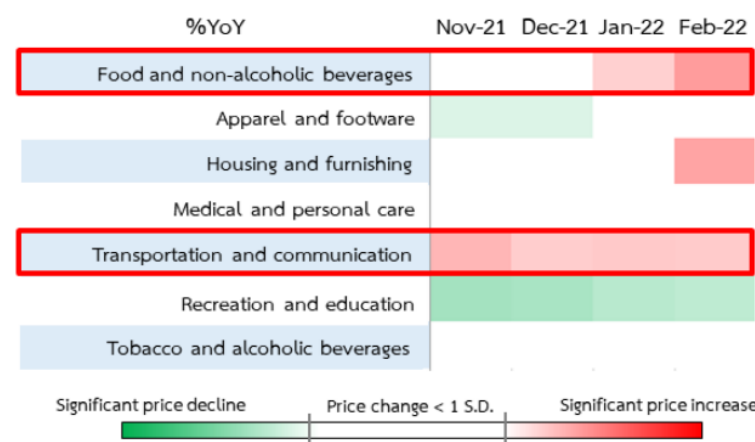 %YoY Nov-21 Dec-21 Jan-22 Feb-22
Food and non-alcoholic beverages
Apparel and footware
Housing and furnishing
Medical and personal care
Transportation and communication
Recreation and education
Tobacco and alcoholic beverages
Significant price decline Price change < 1 S.D. Significant price increase